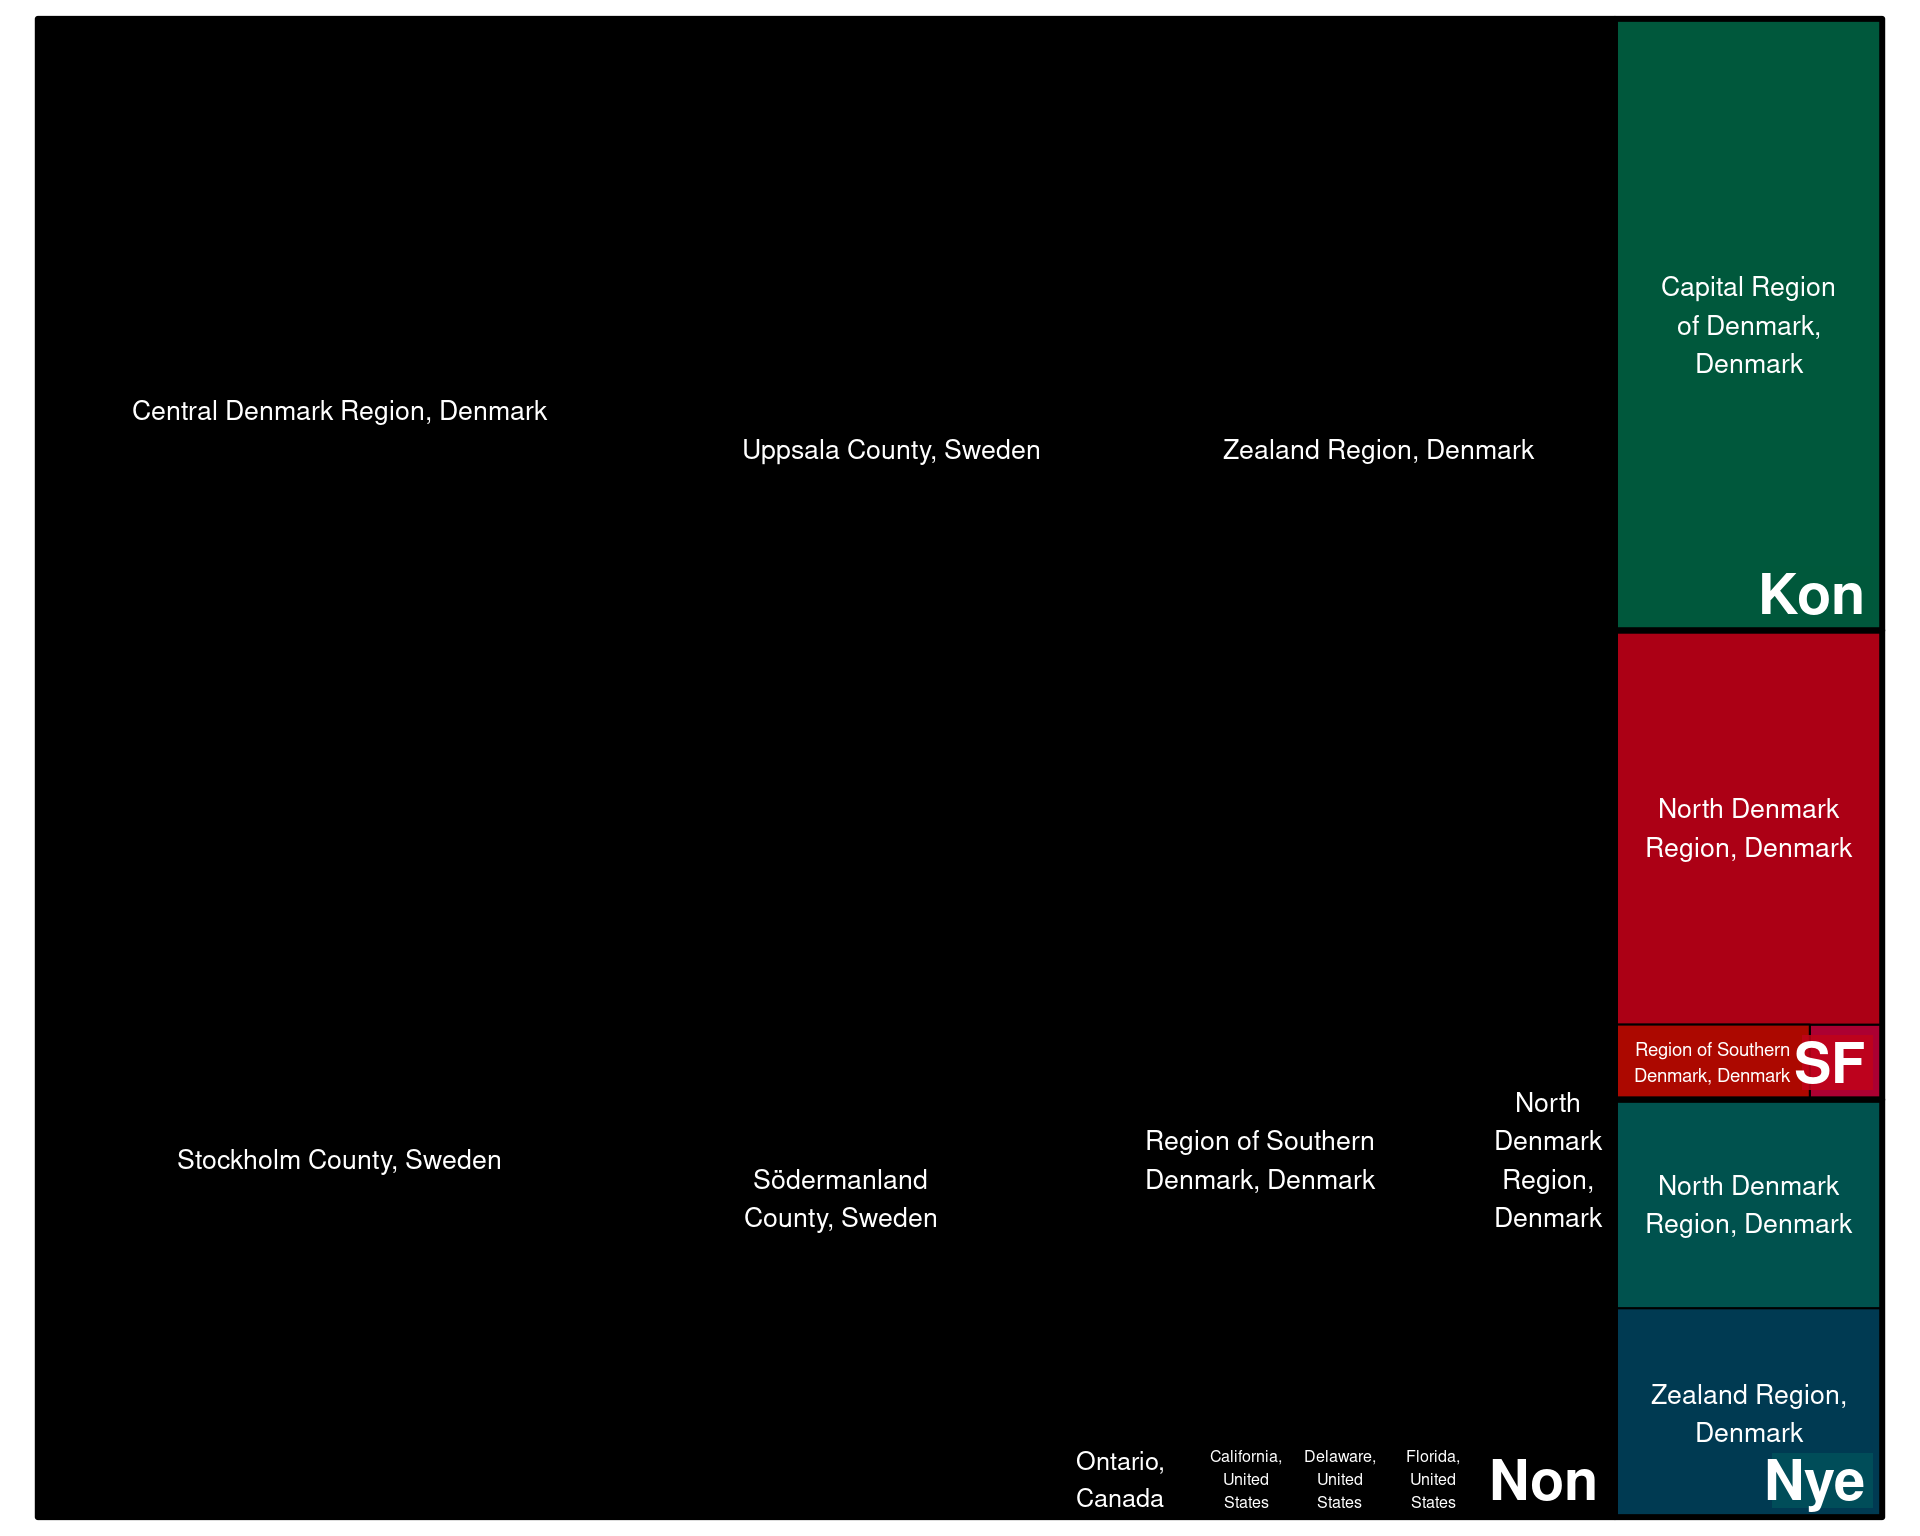 Central Denmark Region, Denmark
Uppsala County, Sweden
Zealand Region, Denmark
Stockholm County, Sweden
Södermanland
County, Sweden
Region of Southern
Denmark, Denmark
North
Denmark
Region,
Denmark
Ontario,
Canada
California,
United
States
Delaware,
United
States
Florida,
United
States
Non
Capital Region
of Denmark,
Denmark
Kon
North Denmark
Region, Denmark
Region of Southern
Denmark, Denmark
SF
North Denmark
Region, Denmark
Zealand Region,
Denmark
Nye